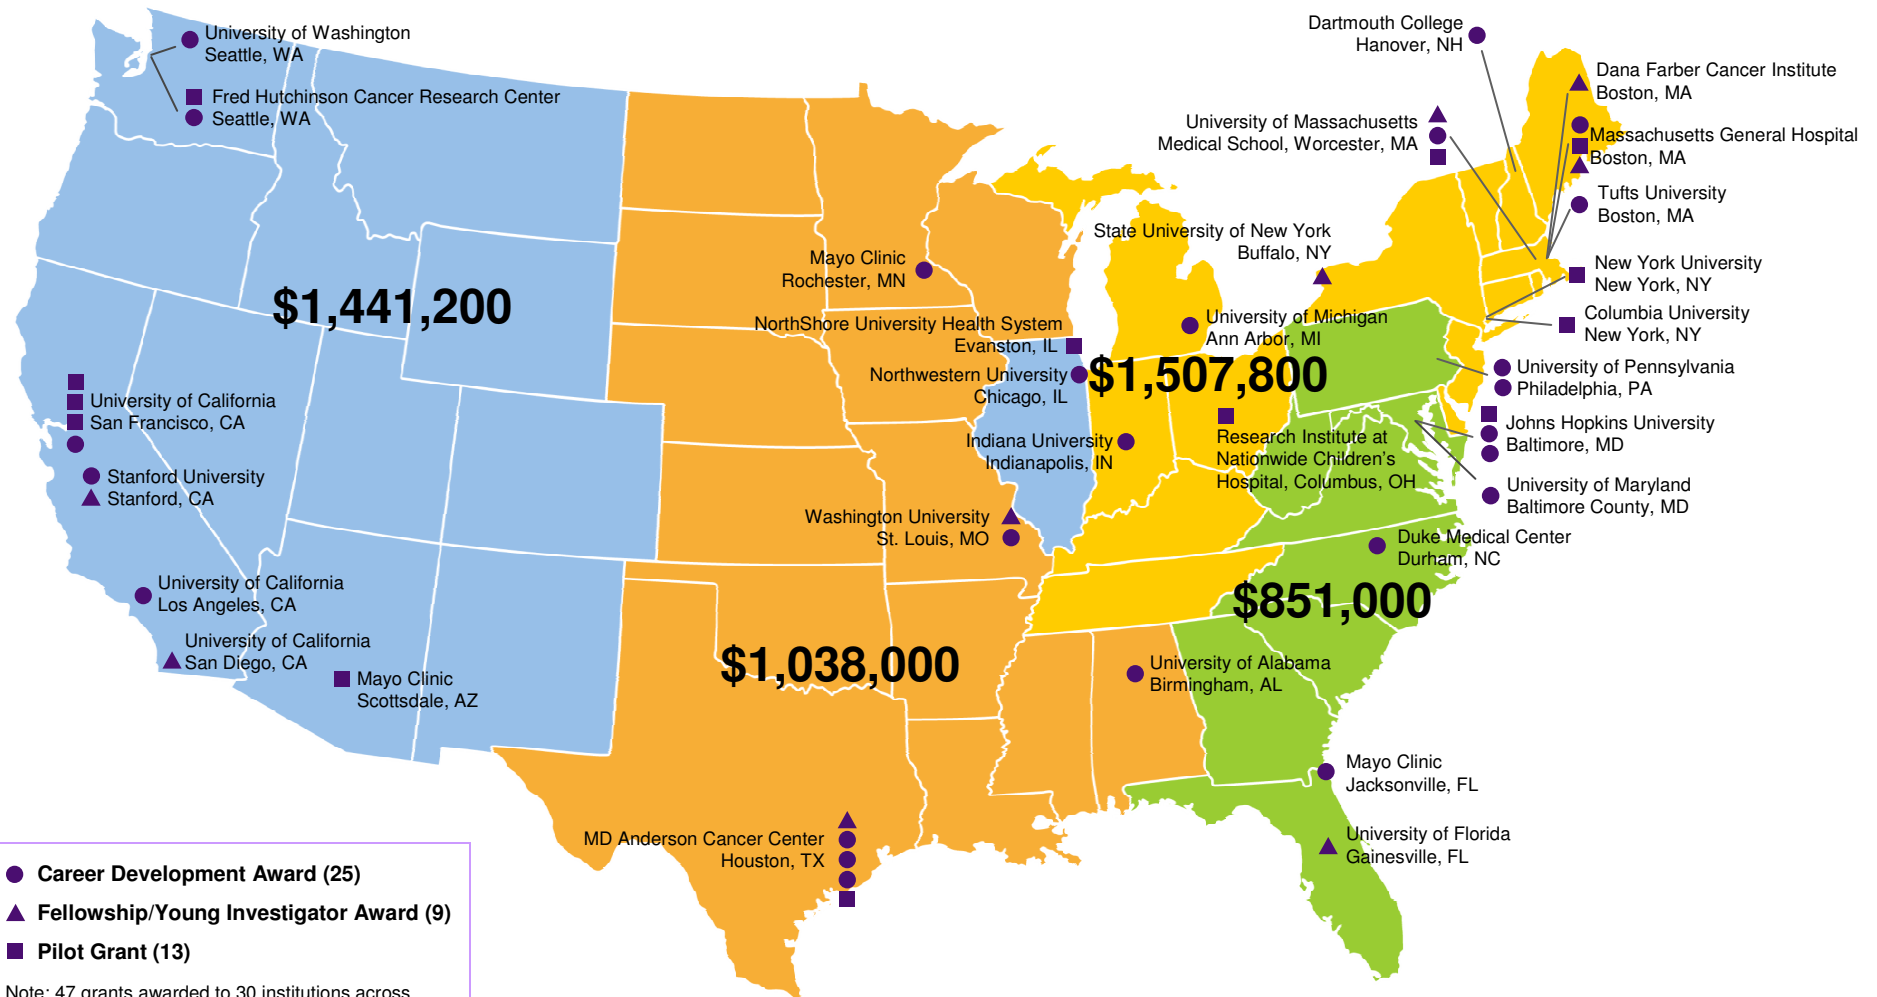 University of Washington
Seattle, WA
Fred Hutchinson Cancer Research Center
Seattle, WA
Dartmouth College
Hanover, NH
Dana Farber Cancer Institute
Boston, MA
University of Massachusetts
Medical School, Worcester, MA
Massachusetts General Hospital
Boston, MA
Tufts University
Boston, MA
State University of New York
Buffalo, NY
Mayo Clinic
Rochester, MN
New York University
New York, NY
$1,441,200
NorthShore University Health System
Evanston, IL
University of Michigan
Ann Arbor, MI
Columbia University
New York, NY
Northwestern University
Chicago, IL
$1,507,800
University of Pennsylvania
Philadelphia, PA
University of California
San Francisco, CA
Indiana University
Indianapolis, IN
Research Institute at
Nationwide Children's
Hospital, Columbus, OH
Johns Hopkins University
Baltimore, MD
Stanford University
Stanford, CA
University of Maryland
Baltimore County, MD
Washington University
St. Louis, MO
Duke Medical Center
Durham, NC
University of California
Los Angeles, CA
$851,000
University of California
San Diego, CA
Mayo Clinic
Scottsdale, AZ
$1,038,000
University of Alabama
Birmingham, AL
Mayo Clinic
Jacksonville, FL
MD Anderson Cancer Center
Houston, TX
University of Florida
Gainesville, FL
Career Development Award (25)
Fellowship/Young Investigator Award (9)
Pilot Grant (13)
Note: 47 grants awarded to 30 institutions across